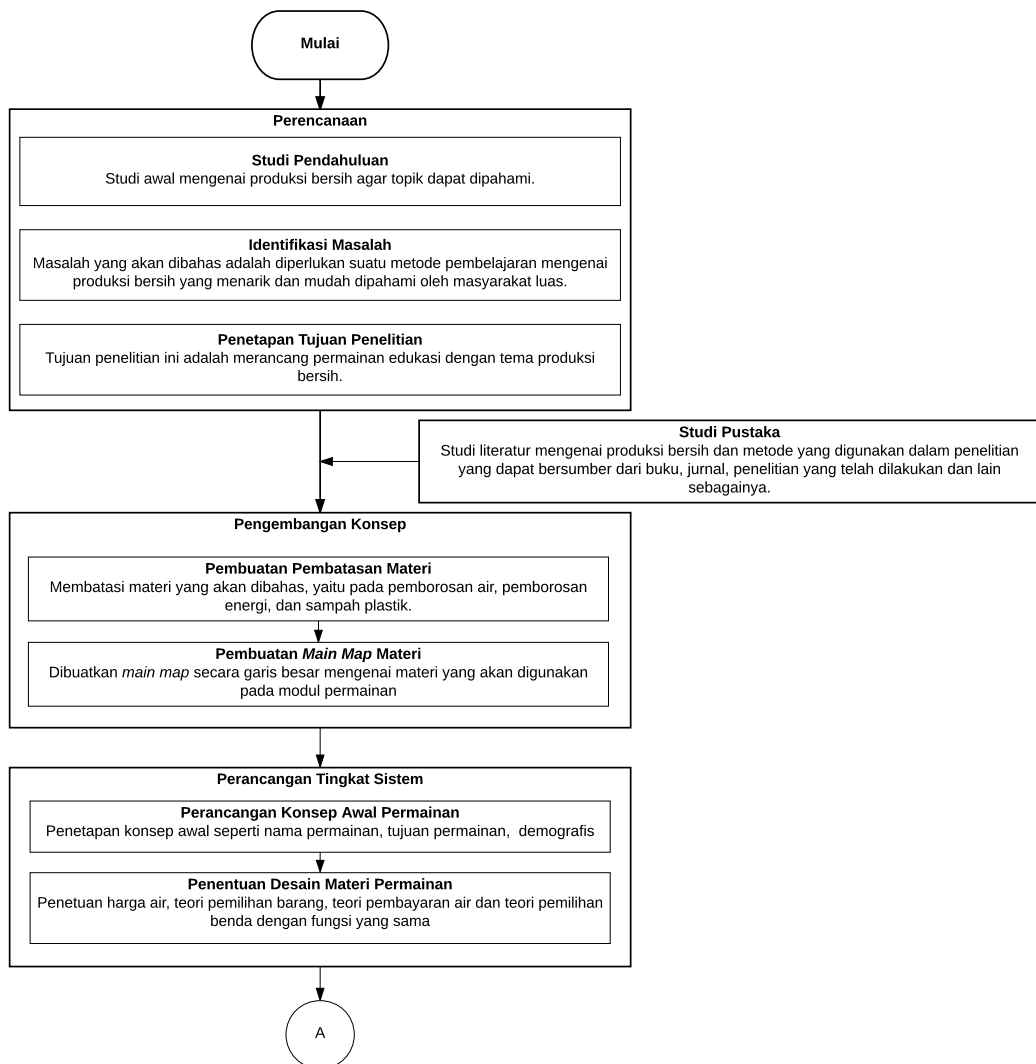 Mulai
Perencanaan
Studi Pendahuluan
Studi awal mengenai produksi bersih agar topik dapat dipahami.
Identifikasi Masalah
Masalah yang akan dibahas adalah diperlukan suatu metode pembelajaran mengenai
produksi bersih yang menarik dan mudah dipahami oleh masyarakat luas.
Penetapan Tujuan Penelitian
Tujuan penelitian ini adalah merancang permainan edukasi dengan tema produksi
bersih.
Studi Pustaka
Studi literatur mengenai produksi bersih dan metode yang digunakan dalam penelitian
yang dapat bersumber dari buku, jurnal, penelitian yang telah dilakukan dan lain
sebagainya.
Pengembangan Konsep
Pembuatan Pembatasan Materi
Membatasi materi yang akan dibahas, yaitu pada pemborosan air, pemborosan
energi, dan sampah plastik.
Pembuatan Main Map Materi
Dibuatkan main map secara garis besar mengenai materi yang akan digunakan
pada modul permainan
Perancangan Tingkat Sistem
Perancangan Konsep Awal Permainan
Penetapan konsep awal seperti nama permainan, tujuan permainan,  demografis
Penentuan Desain Materi Permainan
Penetuan harga air, teori pemilihan barang, teori pembayaran air dan teori pemilihan
benda dengan fungsi yang sama
A